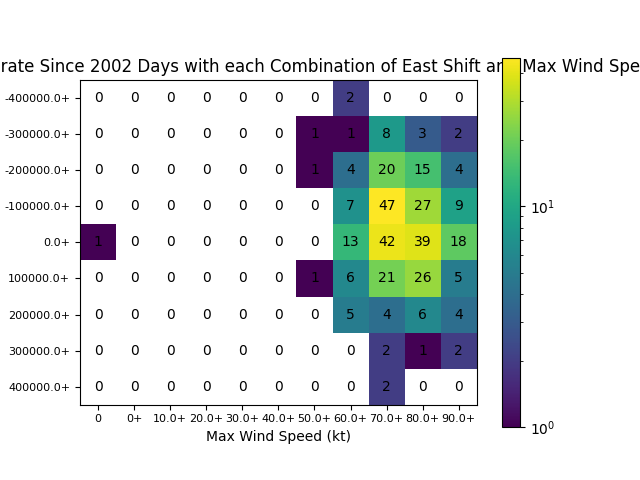 rate Since 2002 Days with each Combination of East Shift and Max Wind Spe
-400000.0+ 0 0 0 0 0 0 0 2 0 0 0
-300000.0+ 0 0 0 0 0 0 1 1 8 3 2
-200000.0+ 0 0 0 0 0 0 1 4 20 15 4
-100000.0+ 0 0 0 0 0 0 0 7 47 27 9
0.0+ 1 0 0 0 0 0 0 13 42 39 18
100000.0+ 0 0 0 0 0 0 1 6 21 26 5
200000.0+ 0 0 0 0 0 0 0 5 4 6 4
300000.0+ 0 0 0 0 0 0 0 0 2 1 2
400000.0+ 0 0 0 0 0 0 0 0 2 0 0
0 0+ 10.0+ 20.0+ 30.0+ 40.0+ 50.0+ 60.0+ 70.0+ 80.0+ 90.0+
Max Wind Speed (kt)
10¹
10⁰